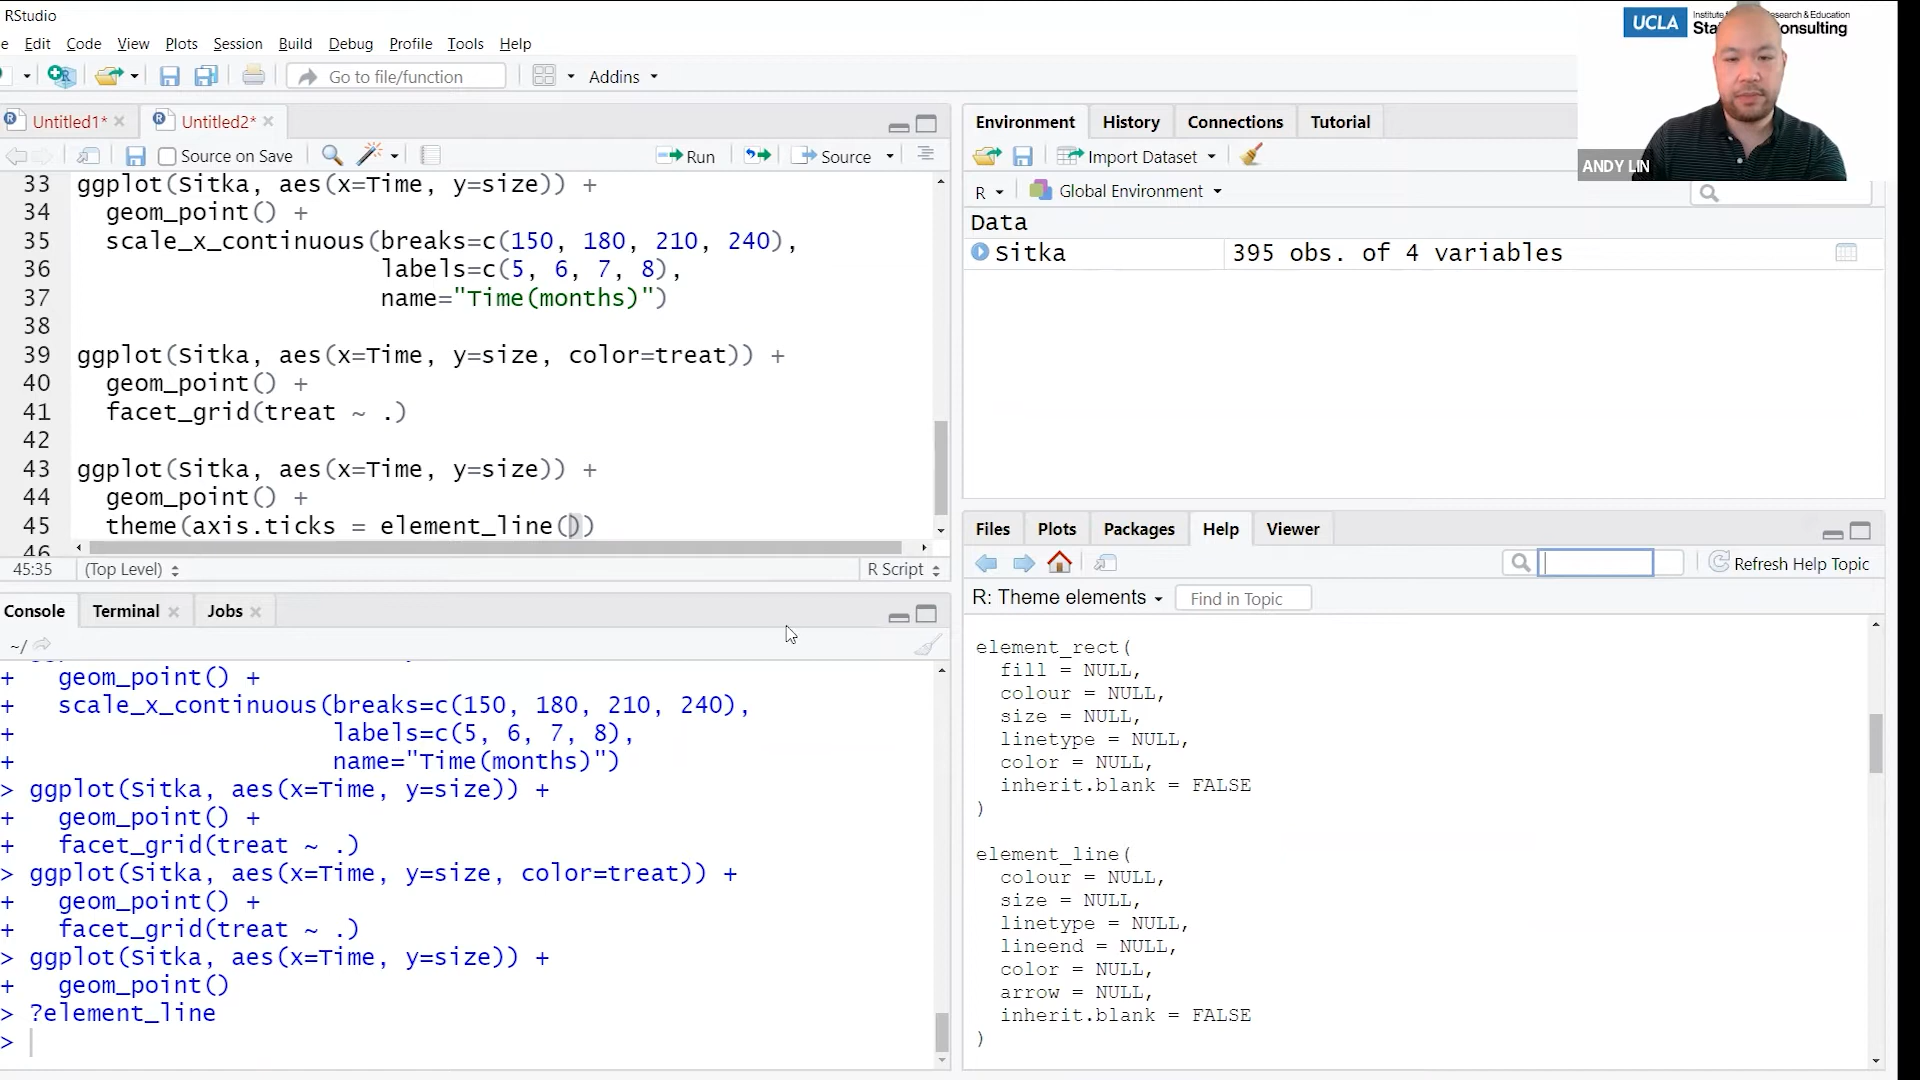 RStudio
e Edit Code View Plots Session Build Debug Profile Tools Help
Go to file/function Addins
UCLA Institute Research & Education
Sta onsulting
ANDY LIN
Untitled1* Untitled2*
Source on Save Run Source
33 ggplot(Sitka, aes(x=Time, y=size)) +
34 geom_point() +
35 scale_x_continuous(breaks=c(150, 180, 210, 240),
36 labels=c(5, 6, 7, 8),
37 name="Time(months)")
38
39 ggplot(Sitka, aes(x=Time, y=size, color=treat)) +
40 geom_point() +
41 facet_grid(treat ~ .)
42
43 ggplot(Sitka, aes(x=Time, y=size)) +
44 geom_point() +
45 theme(axis.ticks = element_line())
46
45:35 (Top Level) R Script
Console Terminal Jobs
~/
+ geom_point() +
+ scale_x_continuous(breaks=c(150, 180, 210, 240),
+ labels=c(5, 6, 7, 8),
+ name="Time(months)")
> ggplot(Sitka, aes(x=Time, y=size)) +
+ geom_point() +
+ facet_grid(treat ~ .)
> ggplot(Sitka, aes(x=Time, y=size, color=treat)) +
+ geom_point() +
+ facet_grid(treat ~ .)
> ggplot(Sitka, aes(x=Time, y=size)) +
+ geom_point()
> ?element_line
>
Environment History Connections Tutorial
Import Dataset
R Global Environment
Data
Sitka 395 obs. of 4 variables
Files Plots Packages Help Viewer
Refresh Help Topic
R: Theme elements Find in Topic
element_rect(
fill = NULL,
colour = NULL,
size = NULL,
linetype = NULL,
color = NULL,
inherit.blank = FALSE
)
element_line(
colour = NULL,
size = NULL,
linetype = NULL,
lineend = NULL,
color = NULL,
arrow = NULL,
inherit.blank = FALSE
)